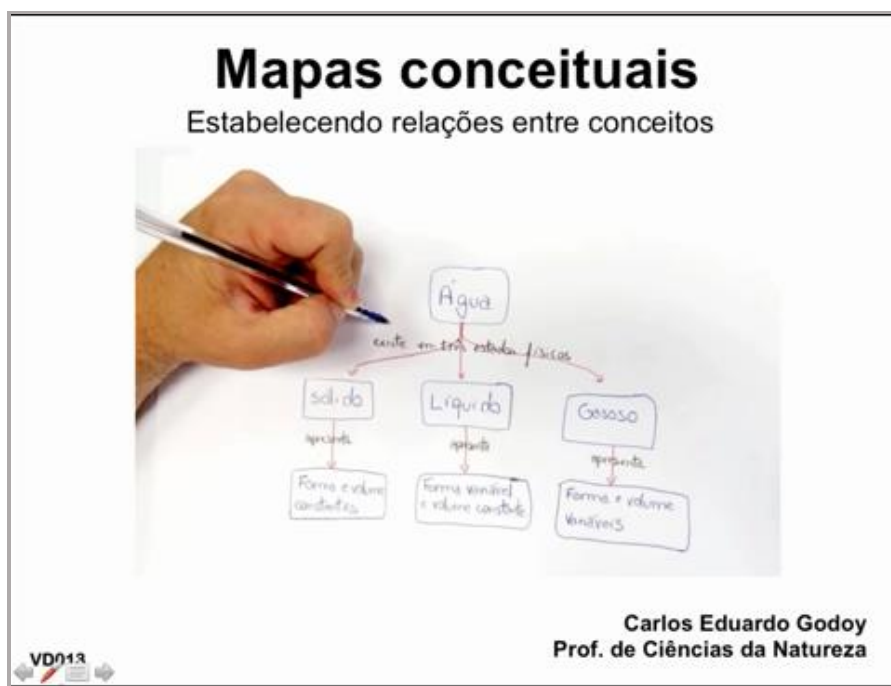 Mapas conceituais
Estabelecendo relações entre conceitos
Água
existe em três estados físicos
Sólido
Líquido
Gasoso
apresenta
apresenta
apresenta
Forma e volume
constantes
Forma variável
e volume constante
Forma e volume
variáveis
Carlos Eduardo Godoy
Prof. de Ciências da Natureza
VD013